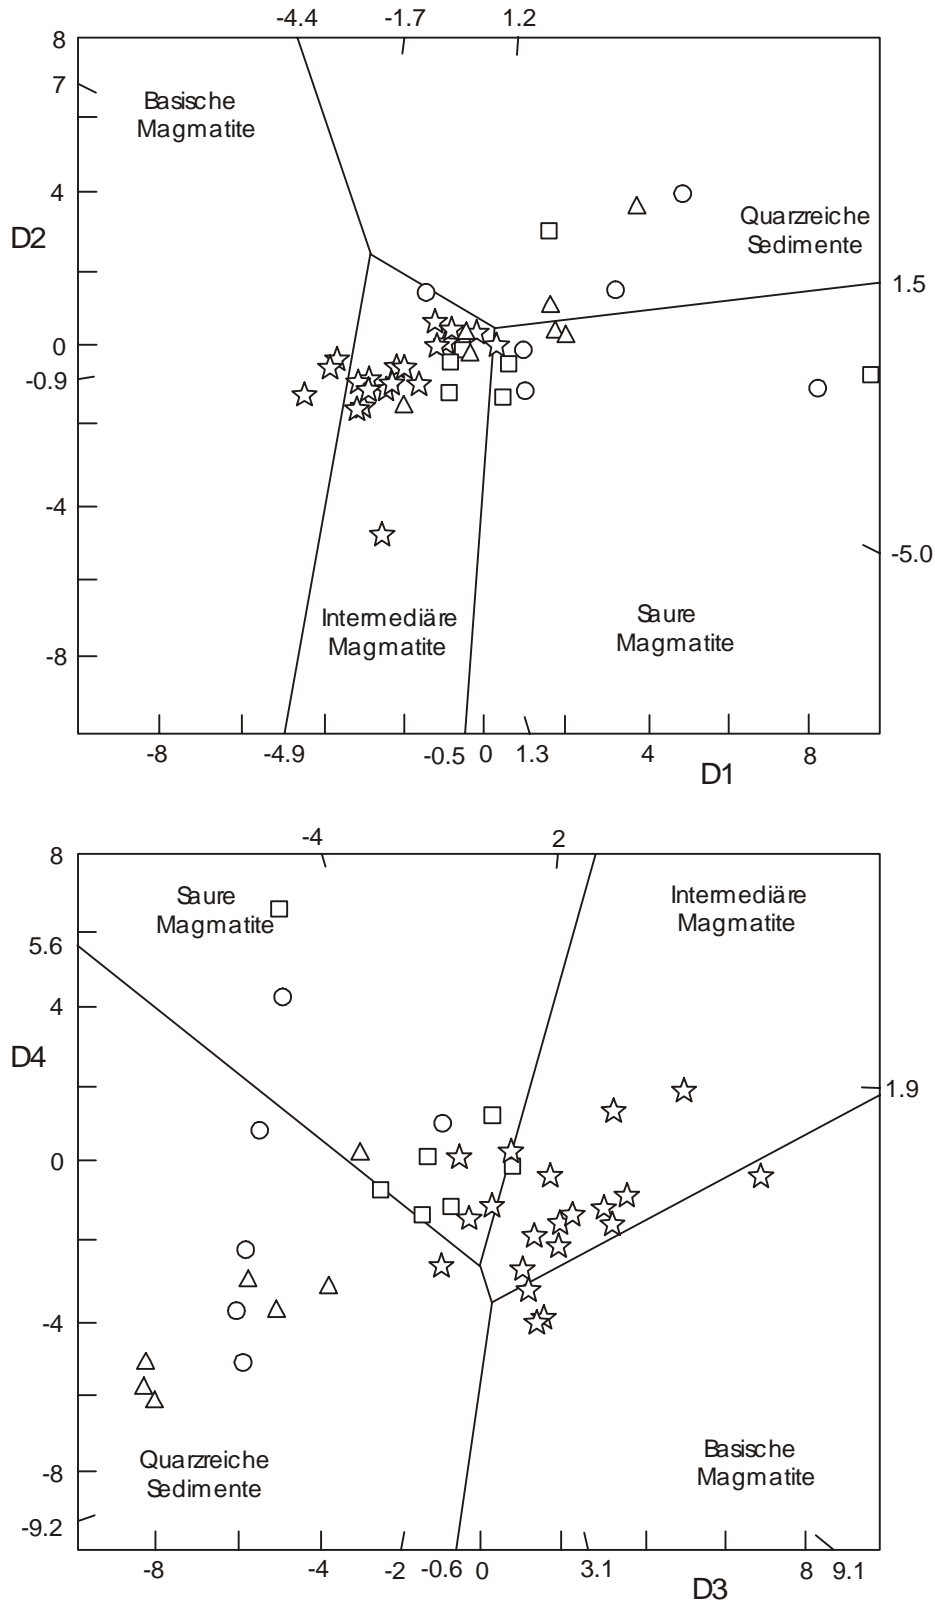 -4.4 -1.7 1.2
8
7
Basische
Magmatite
4
D2
Quarzreiche
Sedimente
1.5
0
-0.9
-4
-5.0
Intermediäre
Magmatite
Saure
Magmatite
-8
-8 -4.9 -0.5 0 1.3 4 8
D1
-4 2
8
Saure
Magmatite
Intermediäre
Magmatite
5.6
4
D4
1.9
0
-4
Basische
Magmatite
Quarzreiche
Sedimente
-8
-9.2
-8 -4 -2 -0.6 0 3.1 8 9.1
D3